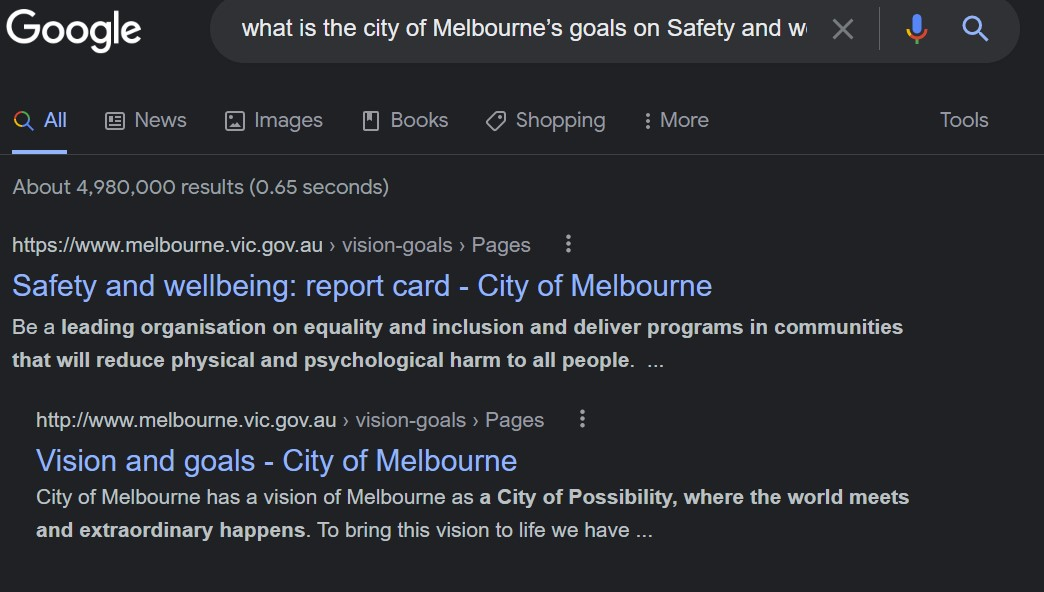 Google
what is the city of Melbourne’s goals on Safety and
All News Images Books Shopping More Tools
About 4,980,000 results (0.65 seconds)
https://www.melbourne.vic.gov.au › vision-goals › Pages
Safety and wellbeing: report card - City of Melbourne
Be a leading organisation on equality and inclusion and deliver programs in communities
that will reduce physical and psychological harm to all people. ...
http://www.melbourne.vic.gov.au › vision-goals › Pages
Vision and goals - City of Melbourne
City of Melbourne has a vision of Melbourne as a City of Possibility, where the world meets
and extraordinary happens. To bring this vision to life we have ...